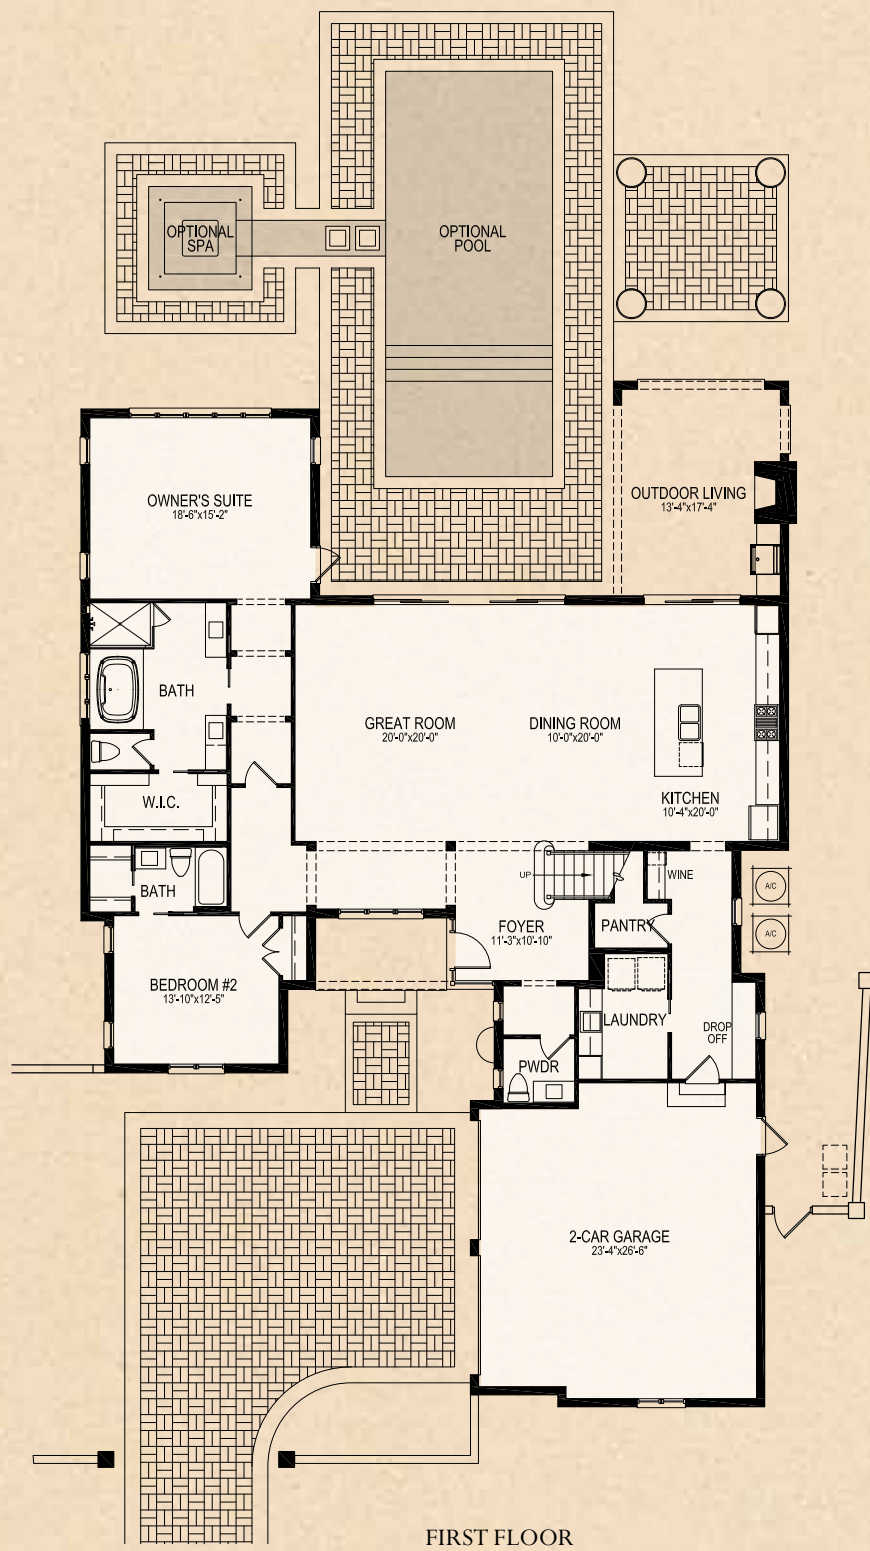 OPTIONAL
SPA
OPTIONAL
POOL
OWNER'S SUITE
18'-6"x15'-2"
OUTDOOR LIVING
13'-4"x17'-4"
BATH
GREAT ROOM
20'-0"x20'-0"
DINING ROOM
10'-0"x20'-0"
W.I.C.
KITCHEN
10'-4"x20'-0"
BATH
UP
WINE
A/C
FOYER
11'-3"x10'-10"
PANTRY
A/C
BEDROOM #2
13'-10"x12'-5"
LAUNDRY
DROP
OFF
PWDR
2-CAR GARAGE
23'-4"x26'-6"
FIRST FLOOR